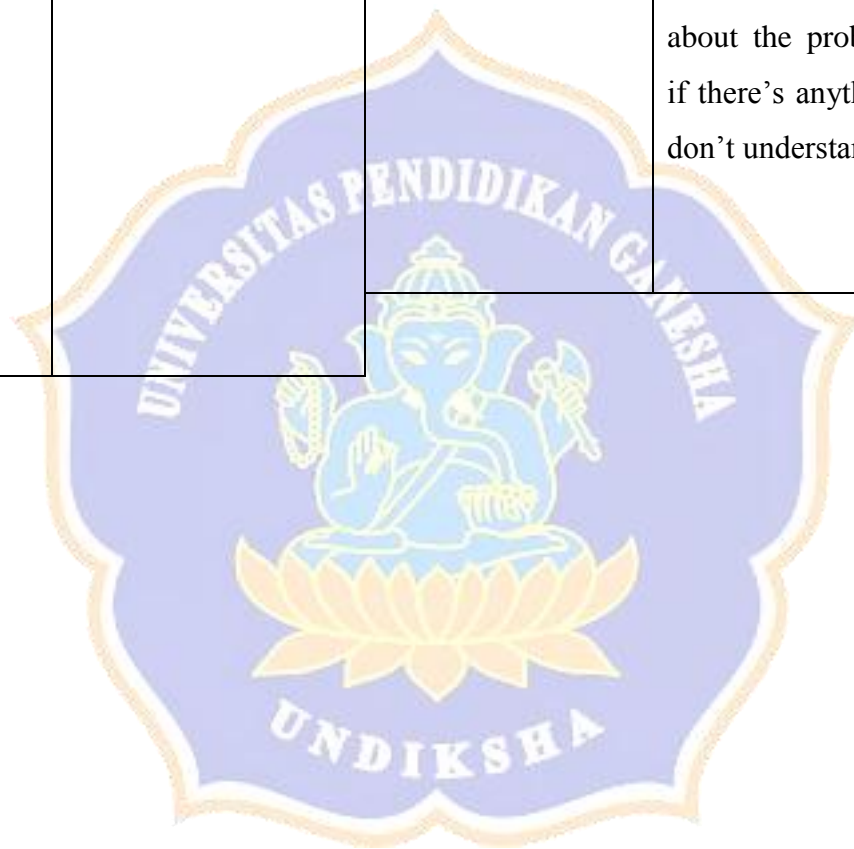 about the prob
if there’s anyth
don’t understan
UNIVERSITAS PENDIDIKAN GANESHA
UNDIKSHA